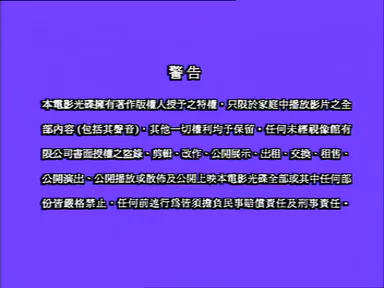 警告
本電影光碟擁有著作版權人授予之特權，只限於家庭中播放影片之全
部內容(包括其聲音)，其他一切權利均予保留，任何未經視像館有
限公司書面授權之盜錄、剪輯、改作、公開展示、出租、交換、租售、
公開演出、公開播放或散佈及公開上映本電影光碟全部或其中任何部
份皆嚴格禁止，任何前述行爲皆須擔負民事賠償責任及刑事責任。